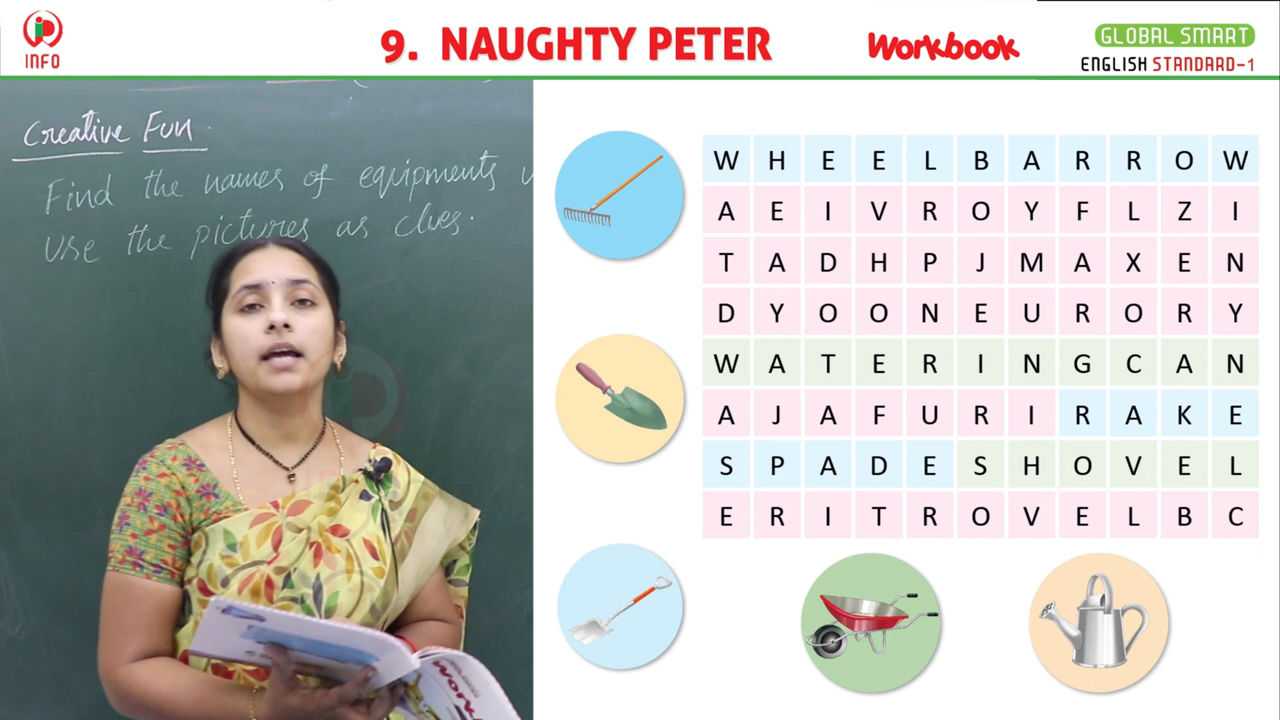 INFO
9. NAUGHTY PETER
Workbook
GLOBAL SMART
ENGLISH STANDARD-1
Creative Fun.
Find the names of equipments
Use the pictures as clues.
W H E E L B A R R O W
A E I V R O Y F L Z I
T A D H P J M A X E N
D Y O O N E U R O R Y
W A T E R I N G C A N
A J A F U R I R A K E
S P A D E S H O V E L
E R I T R O V E L B C